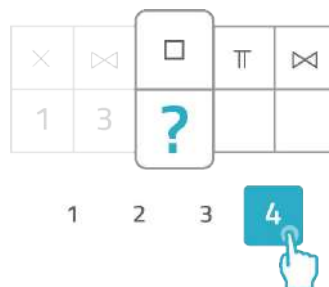 × ⋈ □ ╥ ⋈
1 3 ?
1 2 3 4